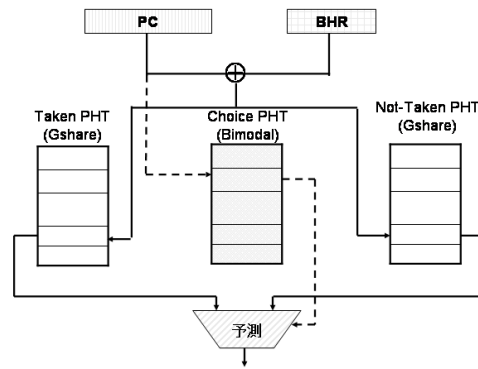 PC
BHR
Taken PHT
(Gshare)
Choice PHT
(Bimodal)
Not-Taken PHT
(Gshare)
予測